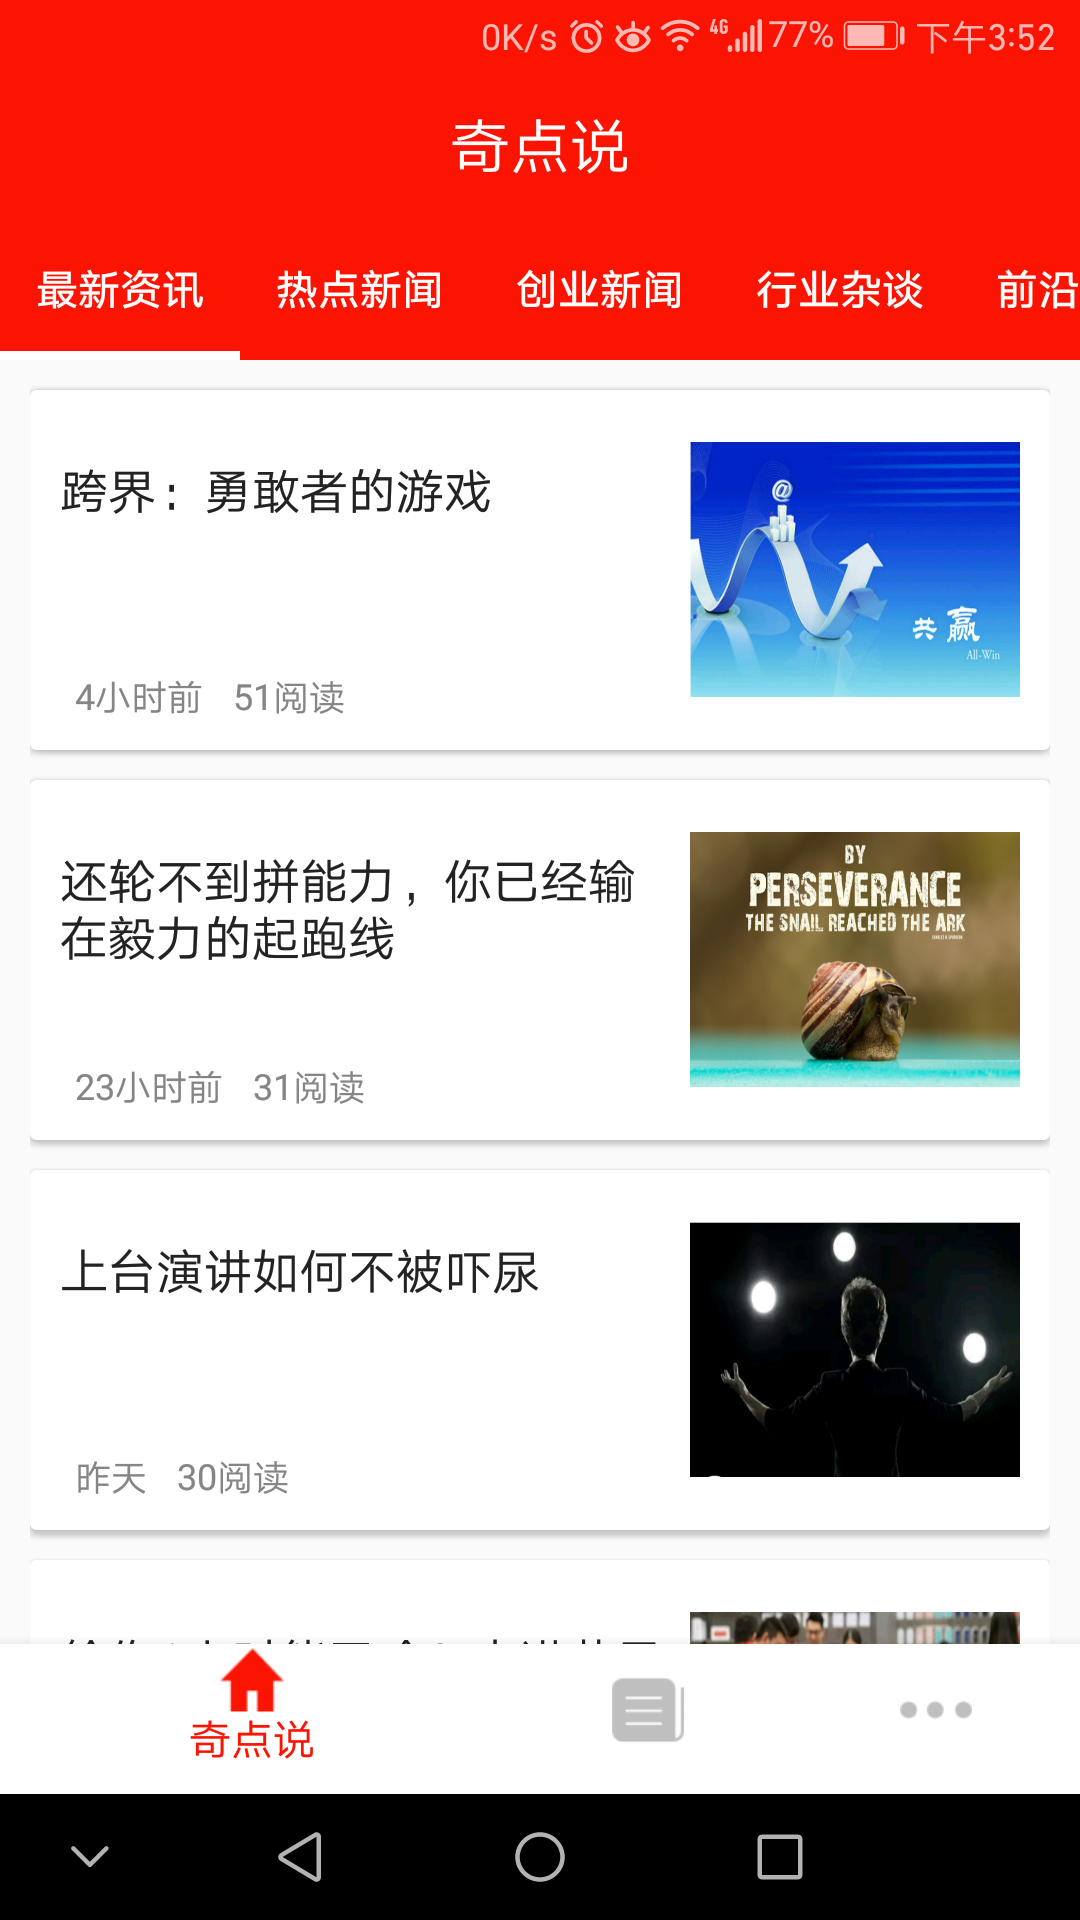 0K/s 4G 77% 下午3:52
奇点说
最新资讯 热点新闻 创业新闻 行业杂谈 前沿
跨界：勇敢者的游戏
@
共赢
All-Win
4小时前 51阅读
还轮不到拼能力，你已经输
在毅力的起跑线
BY
PERSEVERANCE
THE SNAIL REACHED THE ARK
23小时前 31阅读
上台演讲如何不被吓尿
昨天 30阅读
奇点说